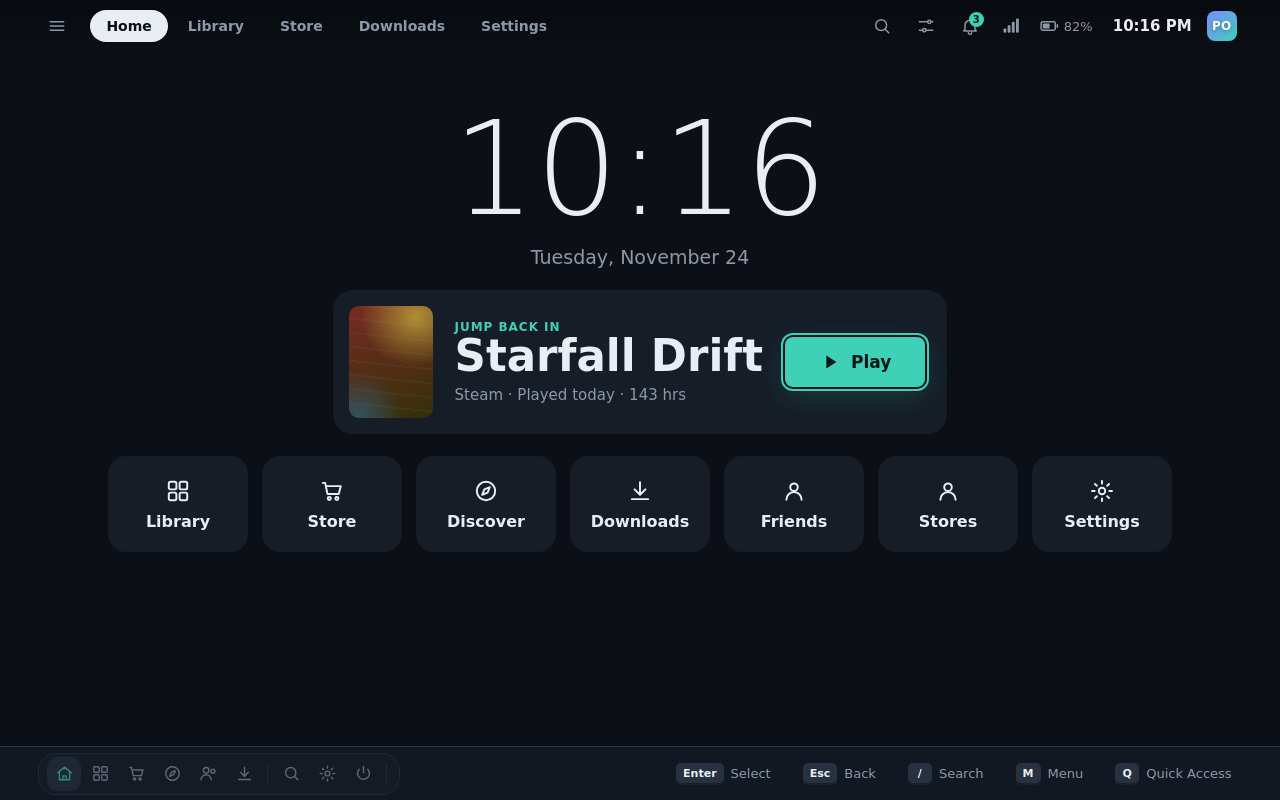 Home Library Store Downloads Settings 3 82% 10:16 PM PO
10:16
Tuesday, November 24
JUMP BACK IN
Starfall Drift
Steam · Played today · 143 hrs
Play
Library Store Discover Downloads Friends Stores Settings
Enter Select Esc Back / Search M Menu Q Quick Access